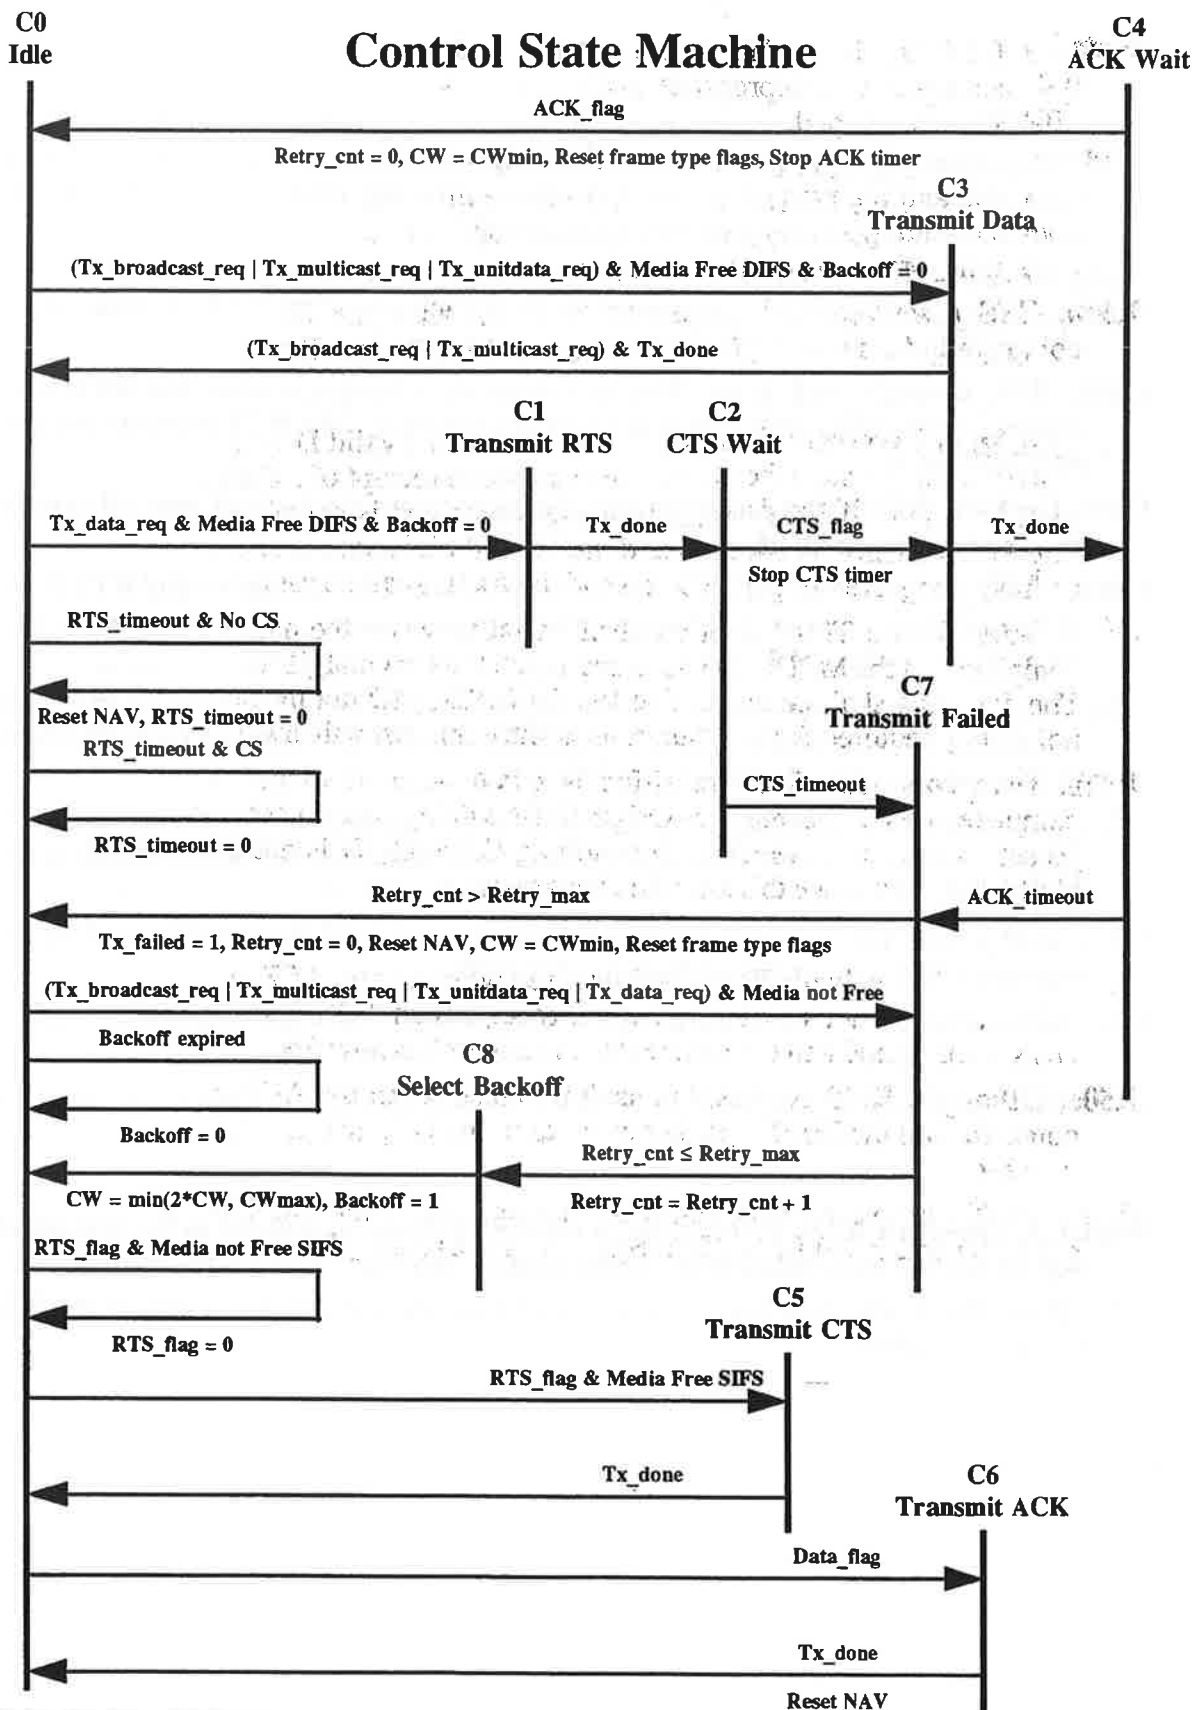 C0
Idle
Control State Machine
C4
ACK Wait
ACK_flag
Retry_cnt = 0, CW = CWmin, Reset frame type flags, Stop ACK timer
C3
Transmit Data
(Tx_broadcast_req | Tx_multicast_req | Tx_unitdata_req) & Media Free DIFS & Backoff = 0
(Tx_broadcast_req | Tx_multicast_req) & Tx_done
C1
Transmit RTS
C2
CTS Wait
Tx_data_req & Media Free DIFS & Backoff = 0
Tx_done
CTS_flag
Tx_done
Stop CTS timer
RTS_timeout & No CS
Reset NAV, RTS_timeout = 0
C7
Transmit Failed
RTS_timeout & CS
CTS_timeout
RTS_timeout = 0
Retry_cnt > Retry_max
ACK_timeout
Tx_failed = 1, Retry_cnt = 0, Reset NAV, CW = CWmin, Reset frame type flags
(Tx_broadcast_req | Tx_multicast_req | Tx_unitdata_req | Tx_data_req) & Media not Free
Backoff expired
C8
Select Backoff
Backoff = 0
Retry_cnt ≤ Retry_max
CW = min(2*CW, CWmax), Backoff = 1
Retry_cnt = Retry_cnt + 1
RTS_flag & Media not Free SIFS
C5
Transmit CTS
RTS_flag = 0
RTS_flag & Media Free SIFS
Tx_done
C6
Transmit ACK
Data_flag
Tx_done
Reset NAV